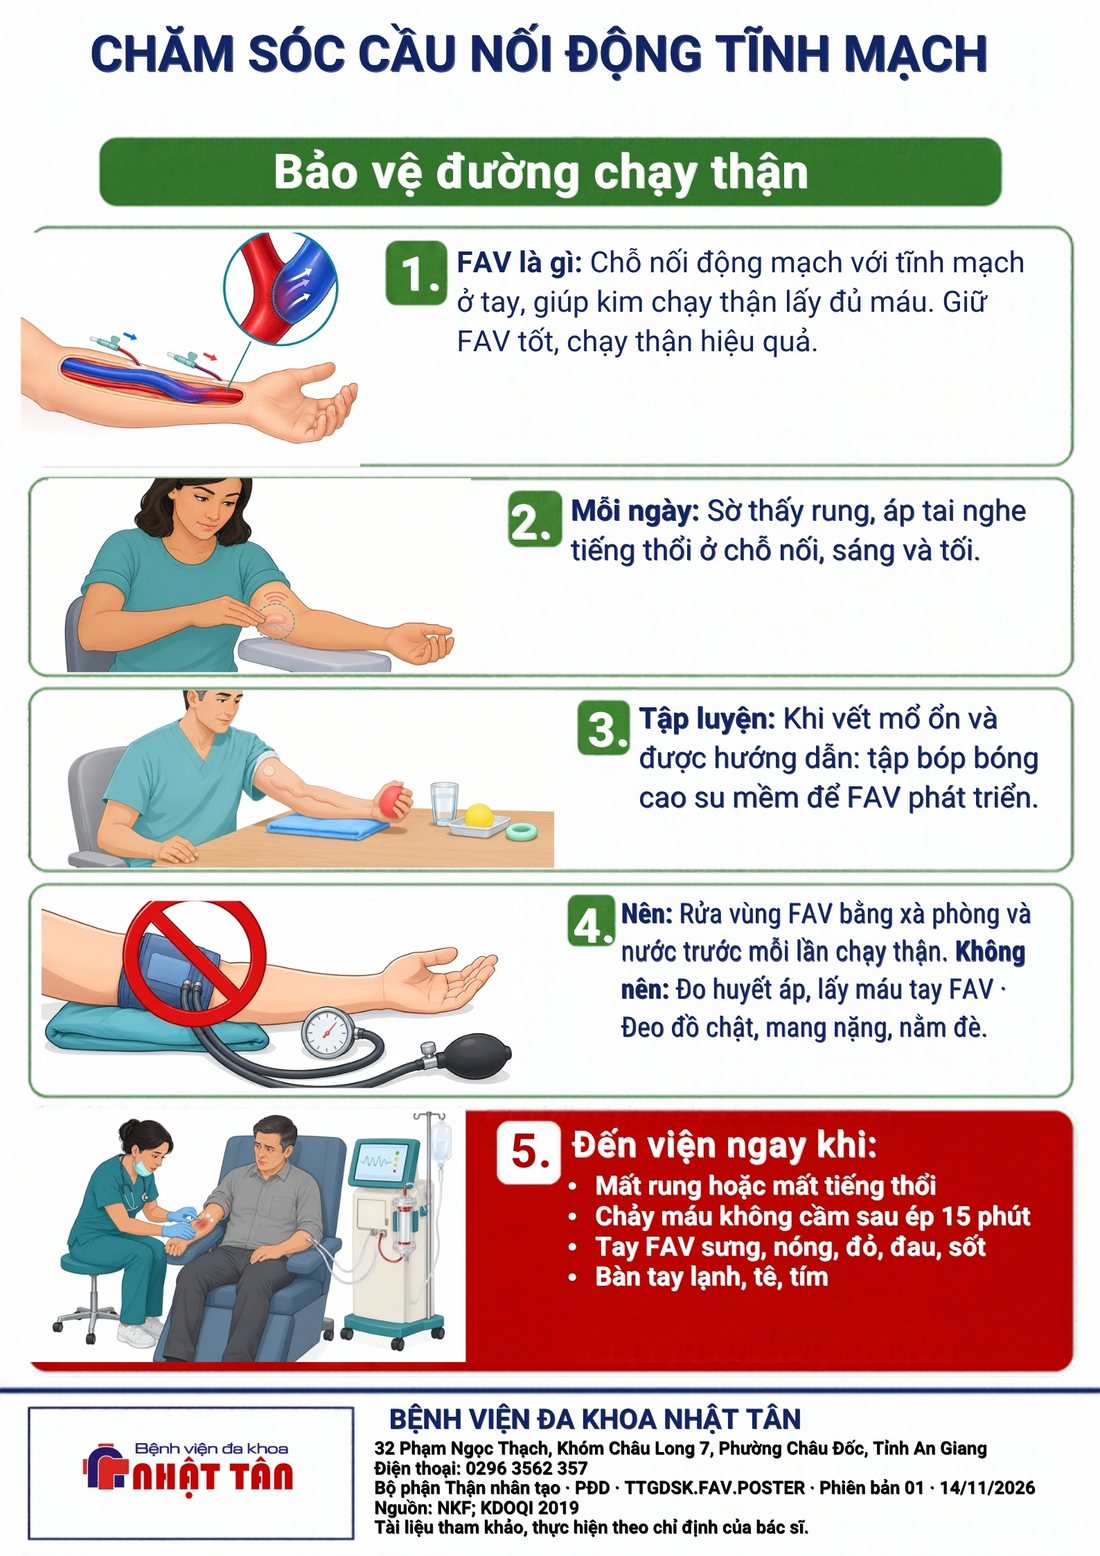 CHĂM SÓC CẦU NỐI ĐỘNG TĨNH MẠCH
Bảo vệ đường chạy thận
1. FAV là gì: Chỗ nối động mạch với tĩnh mạch
ở tay, giúp kim chạy thận lấy đủ máu. Giữ
FAV tốt, chạy thận hiệu quả.
2. Mỗi ngày: Sờ thấy rung, áp tai nghe
tiếng thổi ở chỗ nối, sáng và tối.
3. Tập luyện: Khi vết mổ ổn và
được hướng dẫn: tập bóp bóng
cao su mềm để FAV phát triển.
4. Nên: Rửa vùng FAV bằng xà phòng và
nước trước mỗi lần chạy thận. Không
nên: Đo huyết áp, lấy máu tay FAV ·
Đeo đồ chật, mang nặng, nằm đè.
5. Đến viện ngay khi:
• Mất rung hoặc mất tiếng thổi
• Chảy máu không cầm sau ép 15 phút
• Tay FAV sưng, nóng, đỏ, đau, sốt
• Bàn tay lạnh, tê, tím
Bệnh viện đa khoa
NHẬT TÂN
BỆNH VIỆN ĐA KHOA NHẬT TÂN
32 Phạm Ngọc Thạch, Khóm Châu Long 7, Phường Châu Đốc, Tỉnh An Giang
Điện thoại: 0296 3562 357
Bộ phận Thận nhân tạo · PĐD · TTGDSK.FAV.POSTER · Phiên bản 01 · 14/11/2026
Nguồn: NKF; KDOQI 2019
Tài liệu tham khảo, thực hiện theo chỉ định của bác sĩ.